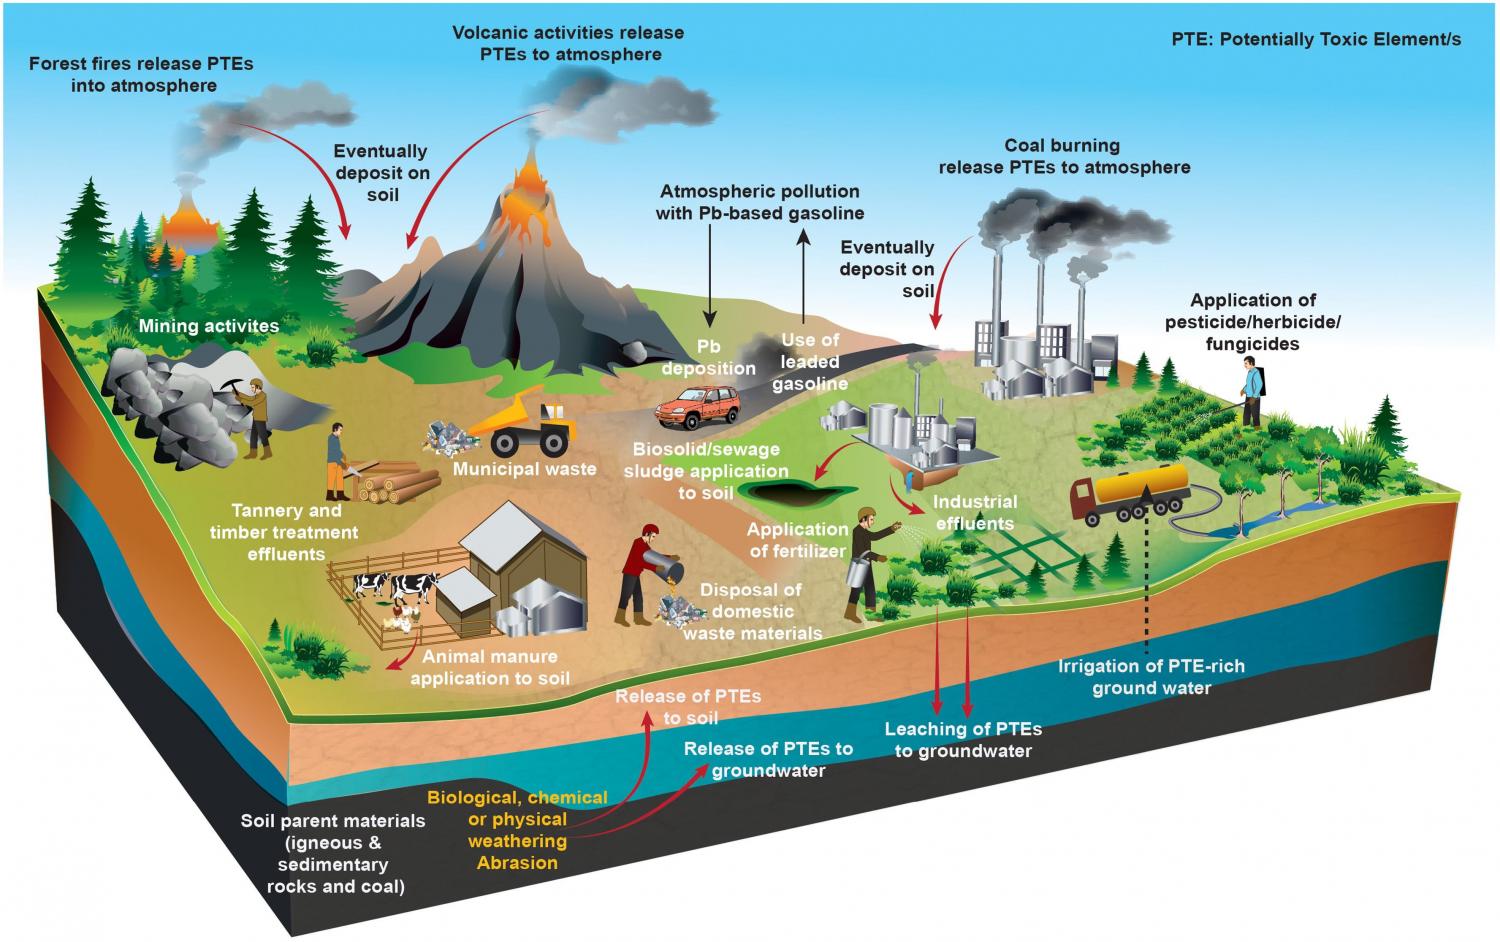 Volcanic activities release
PTEs to atmosphere
PTE: Potentially Toxic Element/s
Forest fires release PTEs
into atmosphere
Eventually
deposit on
soil
Coal burning
release PTEs to atmosphere
Atmospheric pollution
with Pb-based gasoline
Eventually
deposit on
soil
Application of
pesticide/herbicide/
fungicides
Mining activites
Pb
deposition
Use of
leaded
gasoline
Municipal waste
Biosolid/sewage
sludge application
to soil
Tannery and
timber treatment
effluents
Industrial
effluents
Application
of fertilizer
Disposal of
domestic
waste materials
Animal manure
application to soil
Irrigation of PTE-rich
ground water
Release of PTEs
to soil
Leaching of PTEs
to groundwater
Release of PTEs to
groundwater
Biological, chemical
or physical
weathering
Abrasion
Soil parent materials
(igneous &
sedimentary
rocks and coal)